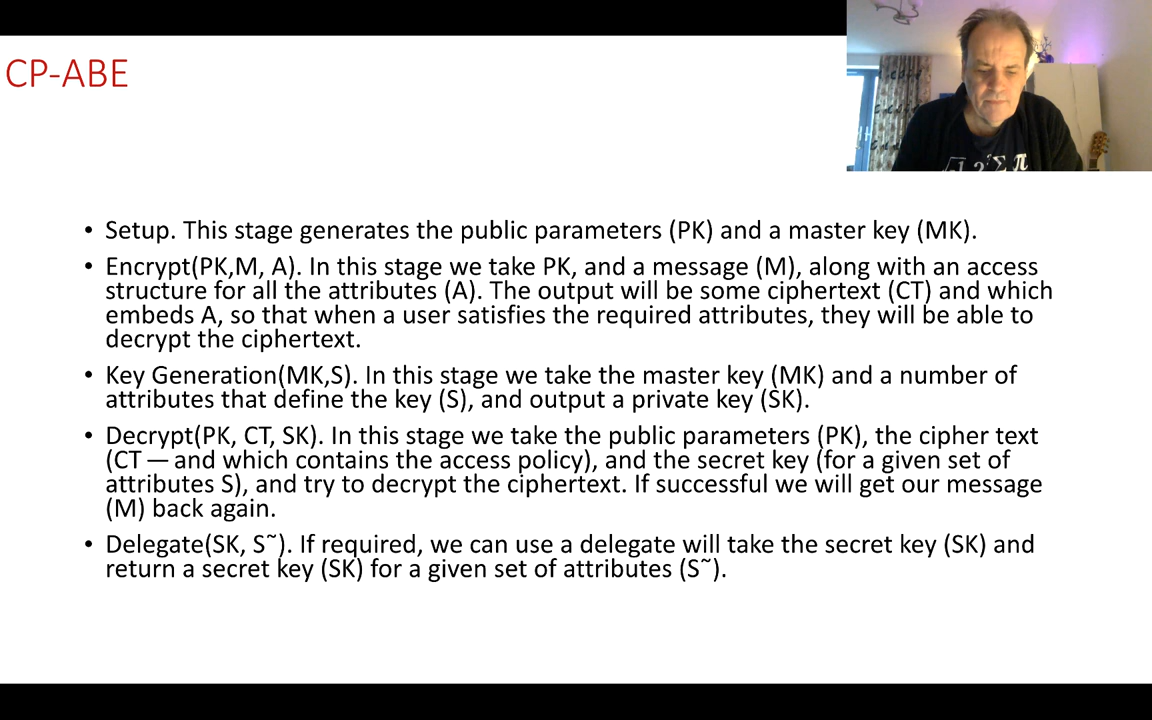 CP-ABE
• Setup. This stage generates the public parameters (PK) and a master key (MK).
• Encrypt(PK,M, A). In this stage we take PK, and a message (M), along with an access
structure for all the attributes (A). The output will be some ciphertext (CT) and which
embeds A, so that when a user satisfies the required attributes, they will be able to
decrypt the ciphertext.
• Key Generation(MK,S). In this stage we take the master key (MK) and a number of
attributes that define the key (S), and output a private key (SK).
• Decrypt(PK, CT, SK). In this stage we take the public parameters (PK), the cipher text
(CT — and which contains the access policy), and the secret key (for a given set of
attributes S), and try to decrypt the ciphertext. If successful we will get our message
(M) back again.
• Delegate(SK, S˜). If required, we can use a delegate will take the secret key (SK) and
return a secret key (SK) for a given set of attributes (S˜).